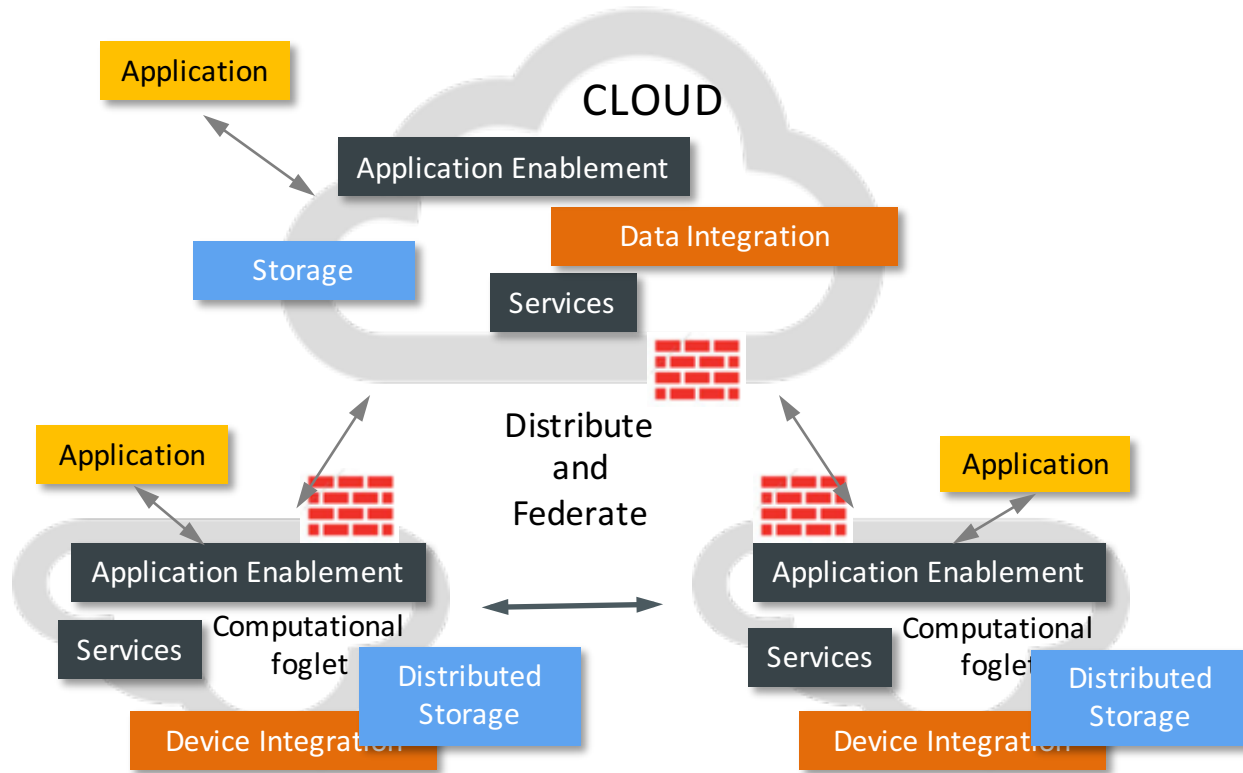 Application
CLOUD
Application Enablement
Data Integration
Storage
Services
Distribute
and
Federate
Application
Application Enablement
Services
Computational
foglet
Distributed
Storage
Device Integration
Application
Application Enablement
Services
Computational
foglet
Distributed
Storage
Device Integration